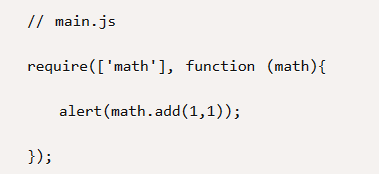 // main.js
require(['math'], function (math){
alert(math.add(1,1));
});